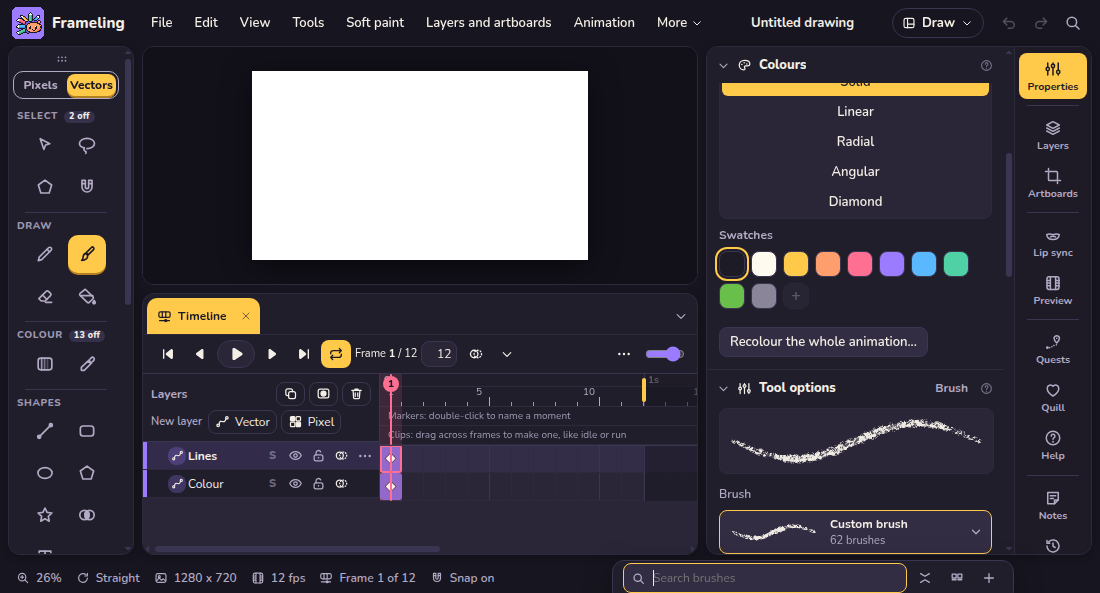 Frameling
File
Edit
View
Tools
Soft paint
Layers and artboards
Animation
More
Untitled drawing
Draw
Pixels
Vectors
SELECT
2 off
DRAW
COLOUR
13 off
SHAPES
Timeline
Frame 1 / 12
12
Layers
New layer
Vector
Pixel
1
5
10
1s
Markers: double-click to name a moment
Clips: drag across frames to make one, like idle or run
Lines
S
Colour
S
Colours
Solid
Linear
Radial
Angular
Diamond
Swatches
Recolour the whole animation...
Tool options
Brush
Brush
Custom brush
62 brushes
Search brushes
Properties
Layers
Artboards
Lip sync
Preview
Quests
Quill
Help
Notes
26%
Straight
1280 x 720
12 fps
Frame 1 of 12
Snap on